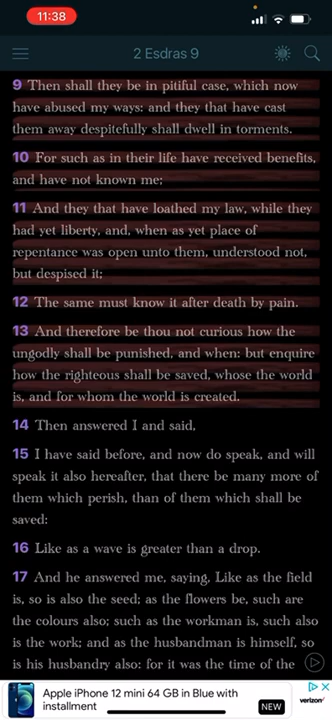 11:38
2 Esdras 9
9 Then shall they be in pitiful case, which now
have abused my ways: and they that have cast
them away despitefully shall dwell in torments.
10 For such as in their life have received benefits,
and have not known me;
11 And they that have loathed my law, while they
had yet liberty, and, when as yet place of
repentance was open unto them, understood not,
but despised it;
12 The same must know it after death by pain.
13 And therefore be thou not curious how the
ungodly shall be punished, and when: but enquire
how the righteous shall be saved, whose the world
is, and for whom the world is created.
14 Then answered I and said,
15 I have said before, and now do speak, and will
speak it also hereafter, that there be many more of
them which perish, than of them which shall be
saved:
16 Like as a wave is greater than a drop.
17 And he answered me, saying, Like as the field
is, so is also the seed; as the flowers be, such are
the colours also; such as the workman is, such also
is the work; and as the husbandman is himself, so
is his husbandry also: for it was the time of the
Apple iPhone 12 mini 64 GB in Blue with
installment
NEW
verizon